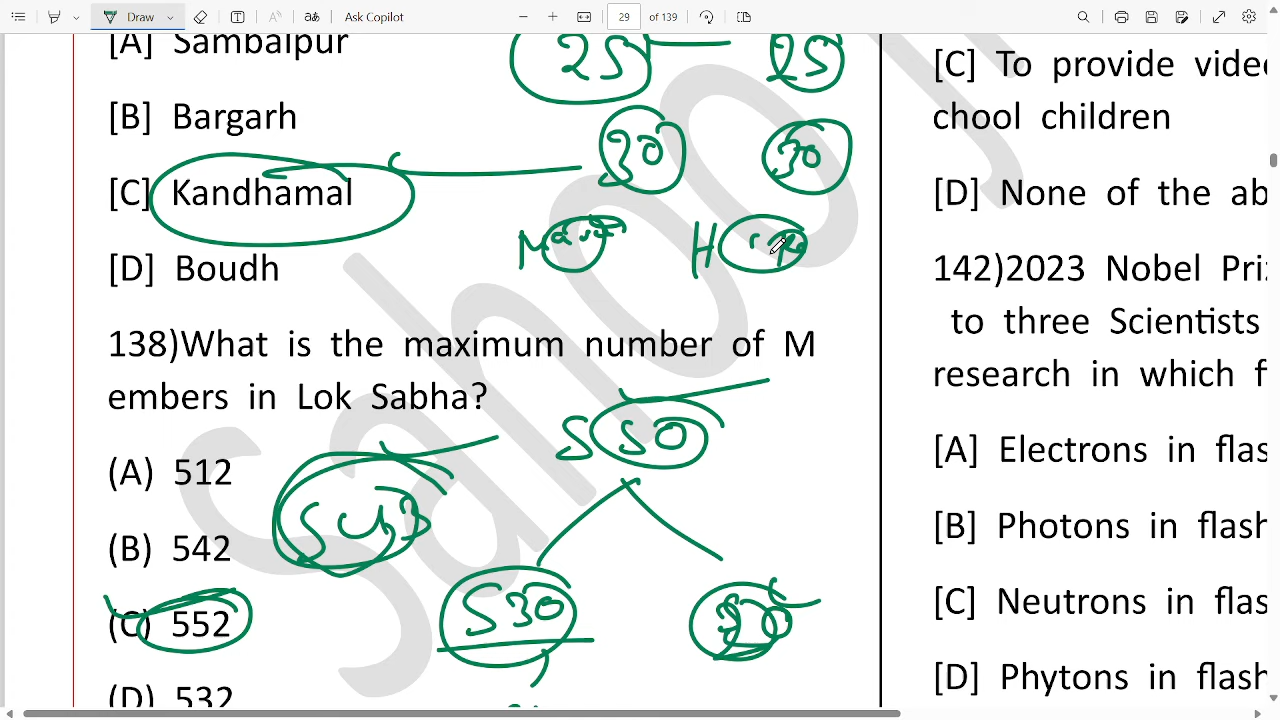 Draw
Ask Copilot
29 of 139
[A] Sambalpur
25 25
[B] Bargarh
30 30
[C] Kandhamal
[D] Boudh
138)What is the maximum number of M
embers in Lok Sabha?
550
(A) 512
543
(B) 542
530 20
(C) 552
(D) 532
[C] To provide vide
chool children
[D] None of the ab
142)2023 Nobel Pri
to three Scientists
research in which f
[A] Electrons in flas
[B] Photons in flash
[C] Neutrons in flas
[D] Phytons in flash
Sahoo